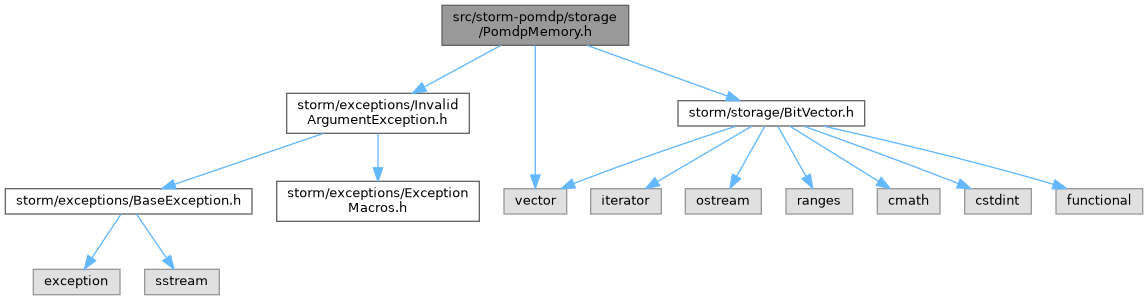 src/storm-pomdp/storage
/PomdpMemory.h
storm/exceptions/Invalid
ArgumentException.h
storm/storage/BitVector.h
storm/exceptions/BaseException.h
storm/exceptions/Exception
Macros.h
vector
iterator
ostream
ranges
cmath
cstdint
functional
exception
sstream